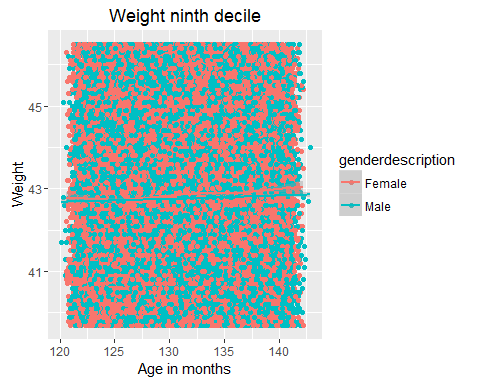 Weight ninth decile
Weight
45
43
41
120
125
130
135
140
Age in months
genderdescription
Female
Male